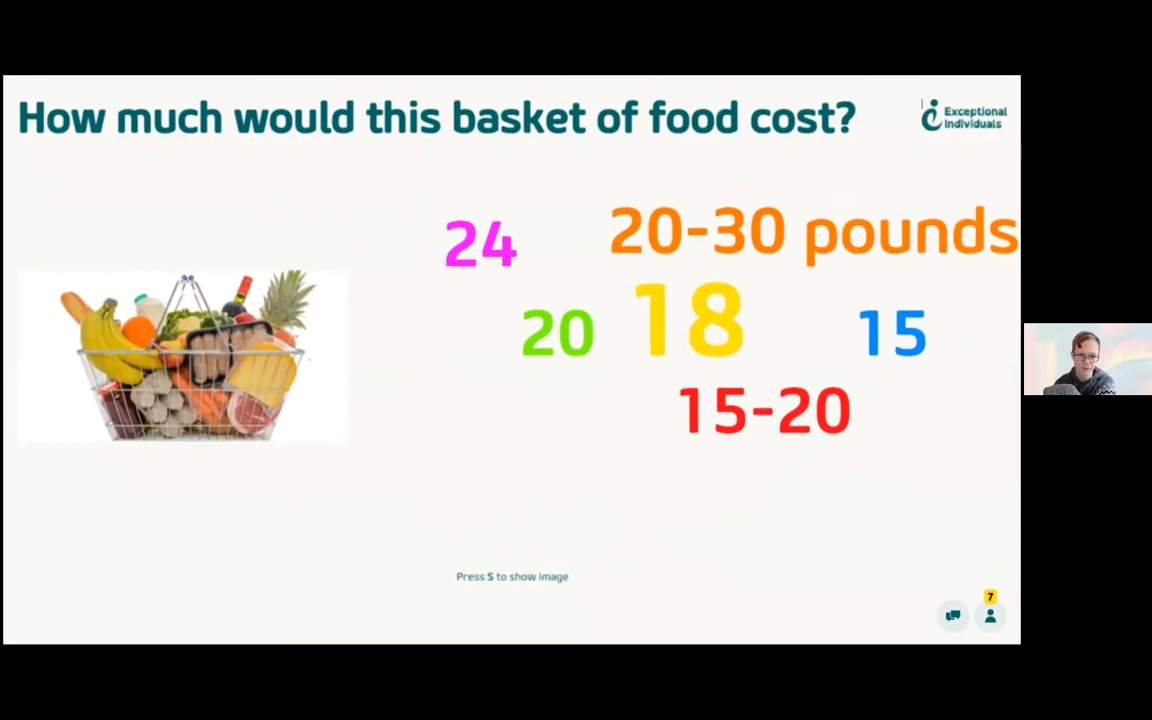 How much would this basket of food cost?
Exceptional
Individuals
24
20-30 pounds
20
18
15
15-20
Press S to show image
7